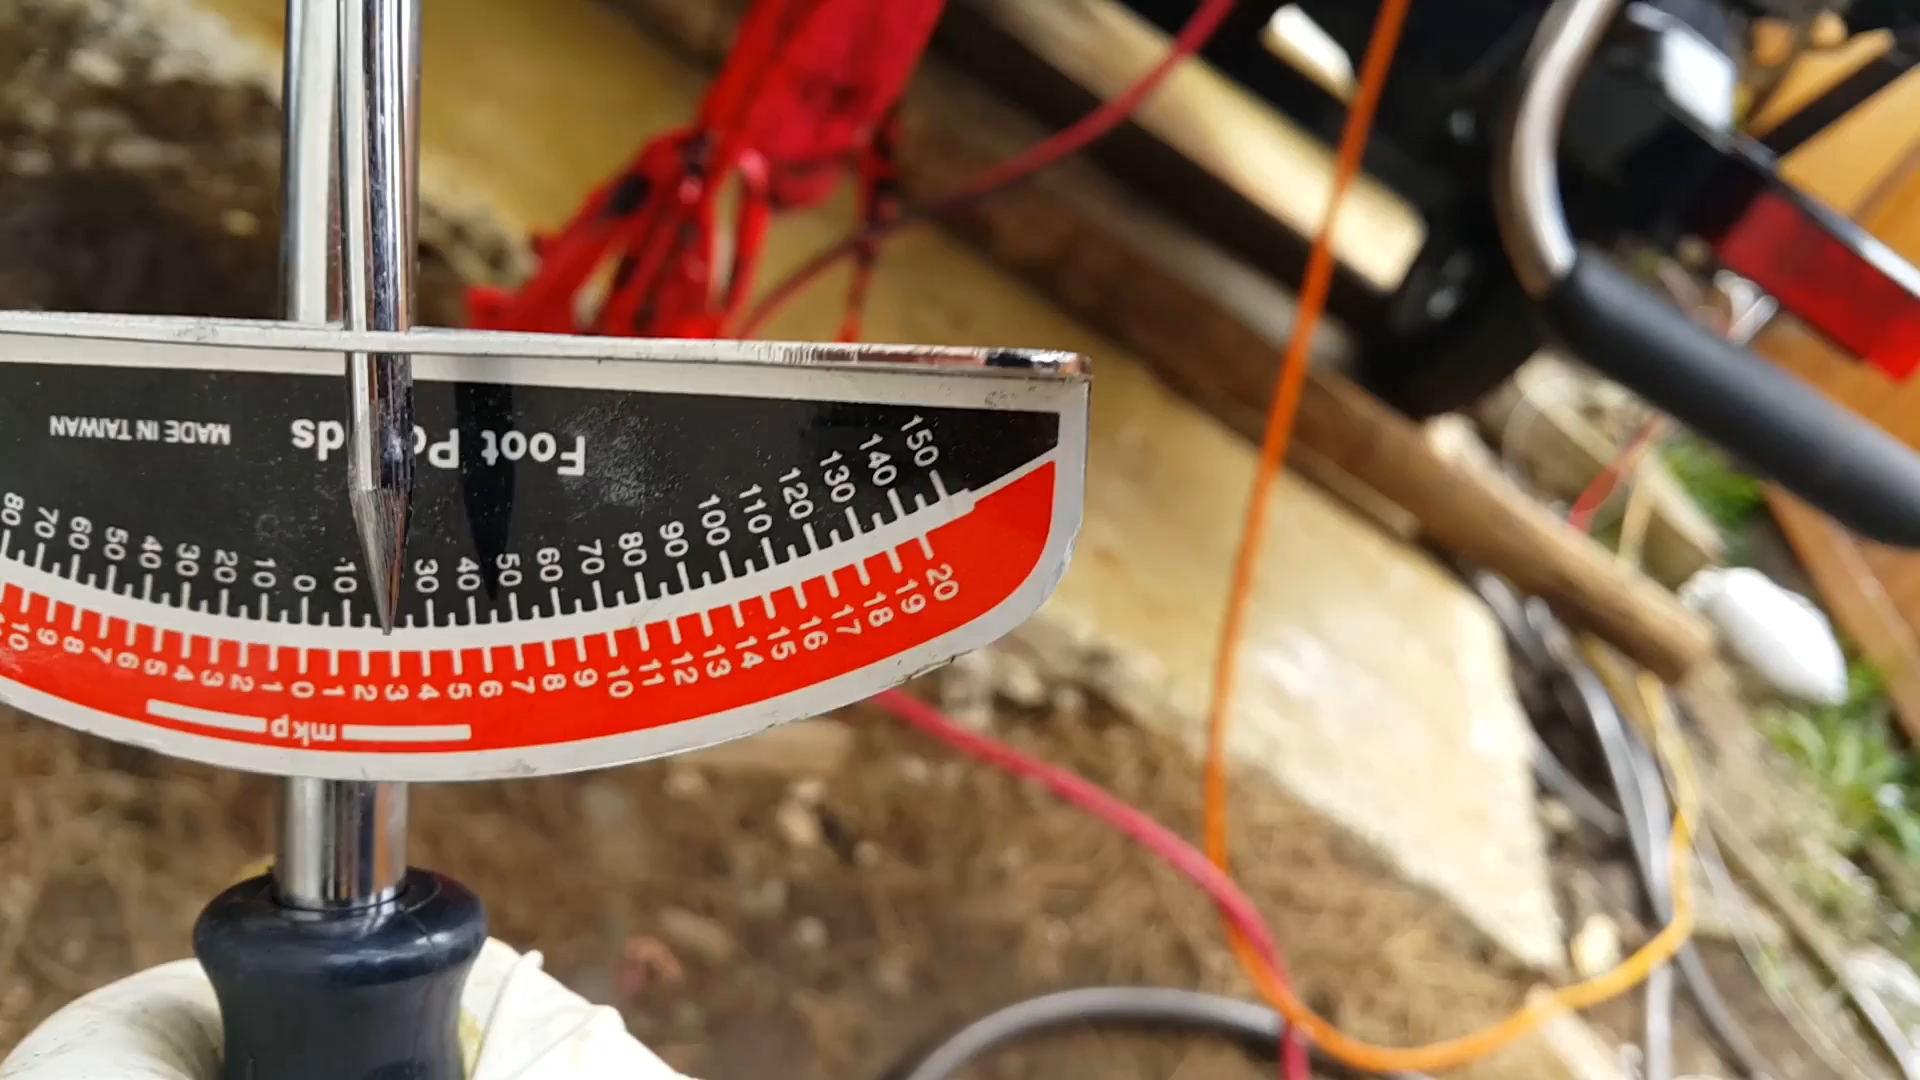 MADE IN TAIWAN
Foot Po ds
80 70 60 50 40 30 20 10 0 10 30 40 50 60 70 80 90 100 110 120 130 140 150
10 9 8 7 6 5 4 3 2 1 0 1 2 3 4 5 6 7 8 9 10 11 12 13 14 15 16 17 18 19 20
mkp